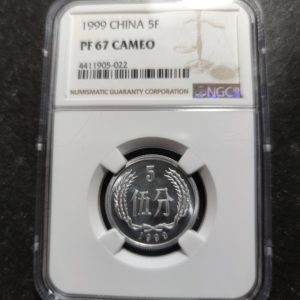 1999 CHINA 5F
PF 67 CAMEO
4411905-022
NUMISMATIC GUARANTY CORPORATION
NGC
5
伍分
1999